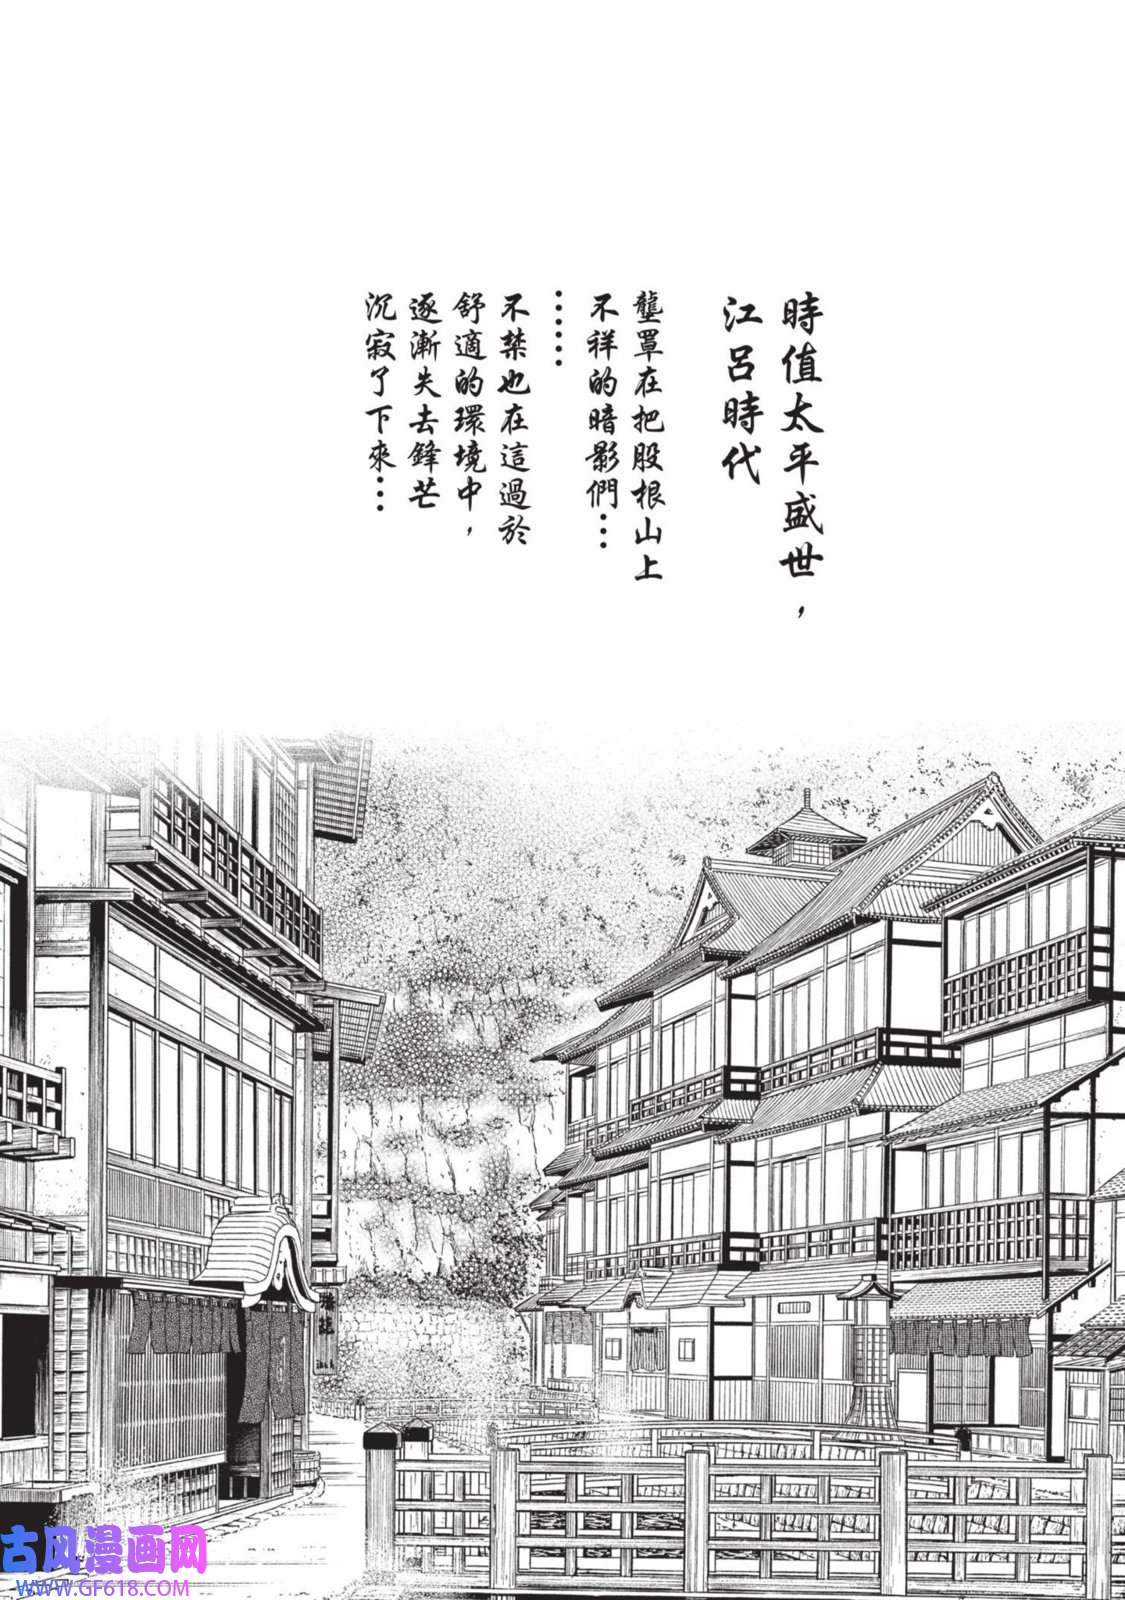 時值太平盛世，
江呂時代
壟罩在把股根山上
不祥的暗影們…
……
不禁也在這過於
舒適的環境中，
逐漸失去鋒芒
沉寂了下來…
古风漫画网
WWW.GF618.COM